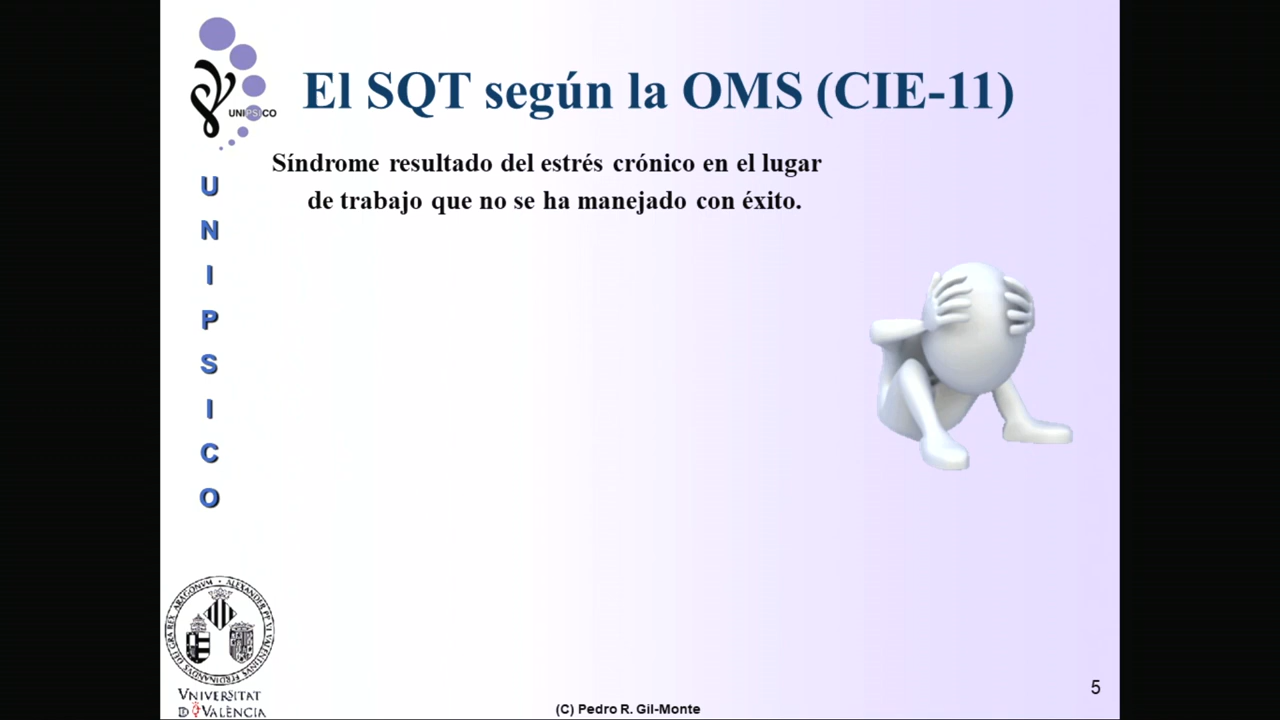 El SQT según la OMS (CIE-11)
UNIPSICO
Síndrome resultado del estrés crónico en el lugar
de trabajo que no se ha manejado con éxito.
U
N
I
P
S
I
C
O
VNIVERSITAT
D VALÈNCIA
(C) Pedro R. Gil-Monte
5